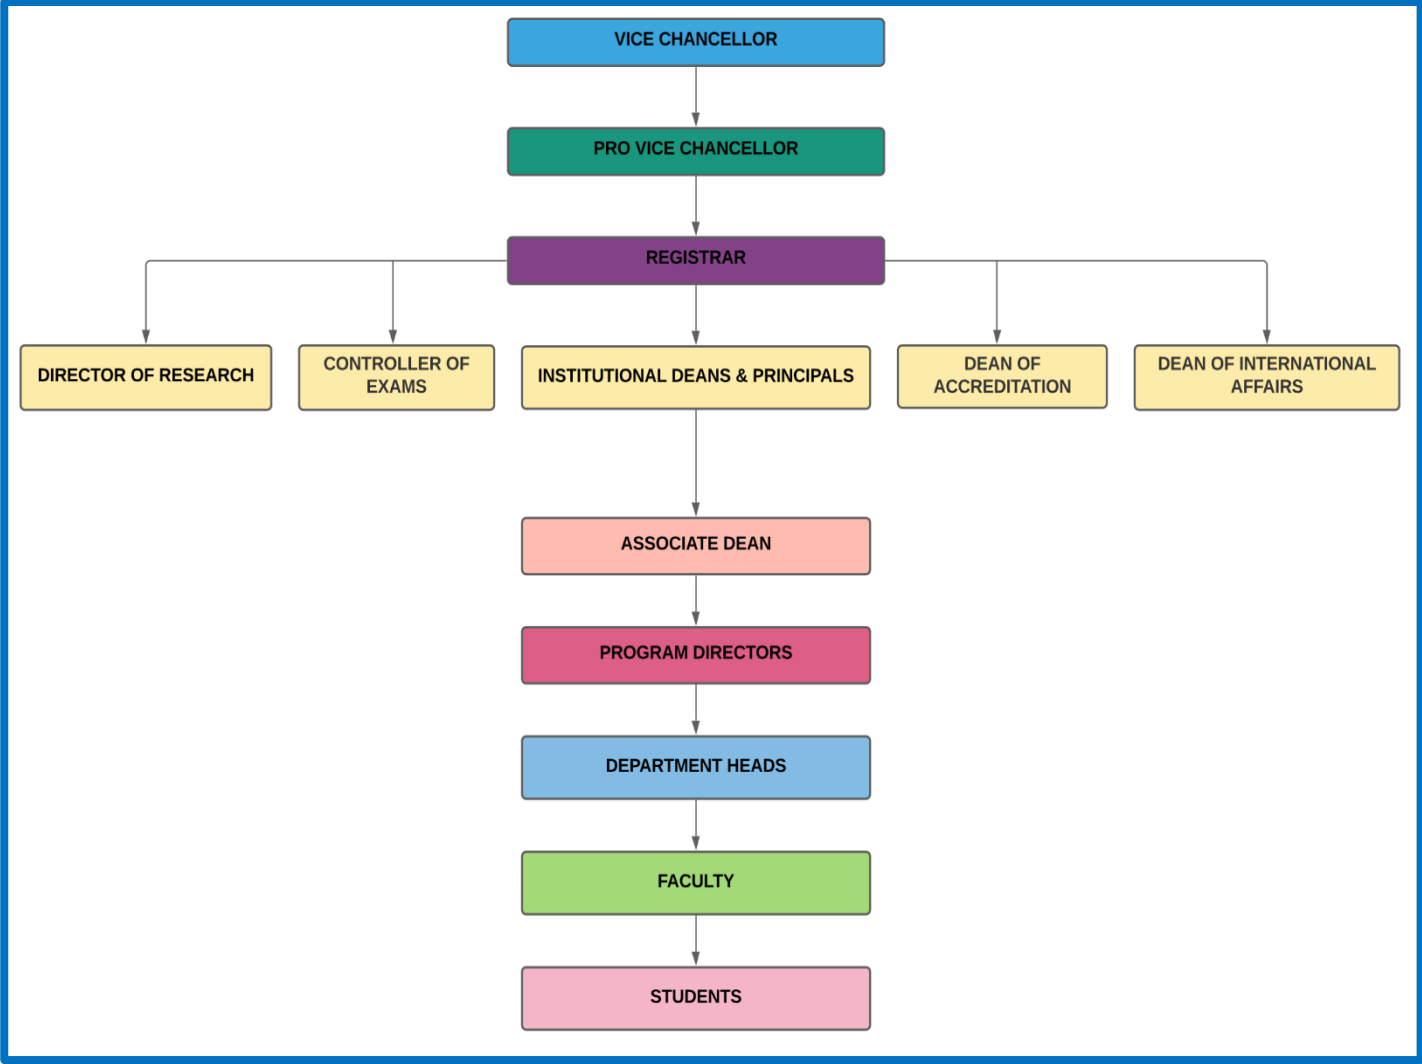 VICE CHANCELLOR
PRO VICE CHANCELLOR
REGISTRAR
DIRECTOR OF RESEARCH
CONTROLLER OF
EXAMS
INSTITUTIONAL DEANS & PRINCIPALS
DEAN OF
ACCREDITATION
DEAN OF INTERNATIONAL
AFFAIRS
ASSOCIATE DEAN
PROGRAM DIRECTORS
DEPARTMENT HEADS
FACULTY
STUDENTS